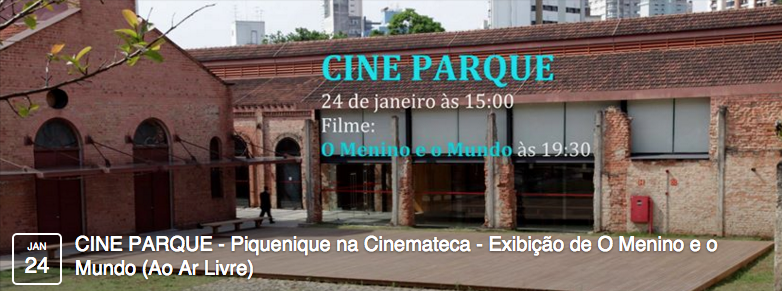 CINE PARQUE
24 de janeiro às 15:00
Filme:
O Menino e o Mundo às 19:30
JAN
24
CINE PARQUE - Piquenique na Cinemateca - Exibição de O Menino e o
Mundo (Ao Ar Livre)